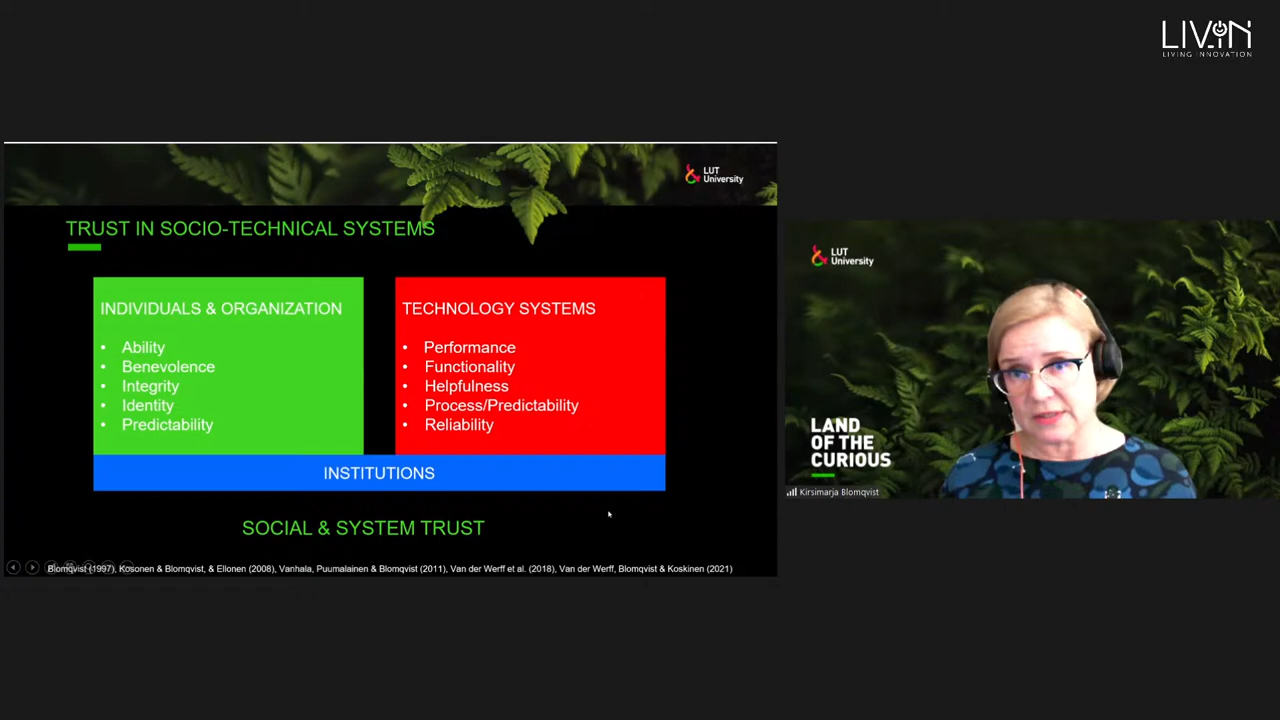 LIVIN
LIVING INNOVATION
LUT
University
TRUST IN SOCIO-TECHNICAL SYSTEMS
INDIVIDUALS & ORGANIZATION
• Ability
• Benevolence
• Integrity
• Identity
• Predictability
TECHNOLOGY SYSTEMS
• Performance
• Functionality
• Helpfulness
• Process/Predictability
• Reliability
INSTITUTIONS
SOCIAL & SYSTEM TRUST
Blomqvist (1997), Kosonen & Blomqvist, & Ellonen (2008), Vanhala, Puumalainen & Blomqvist (2011), Van der Werff et al. (2018), Van der Werff, Blomqvist & Koskinen (2021)
LUT
University
LAND
OF THE
CURIOUS
Kirsimarja Blomqvist